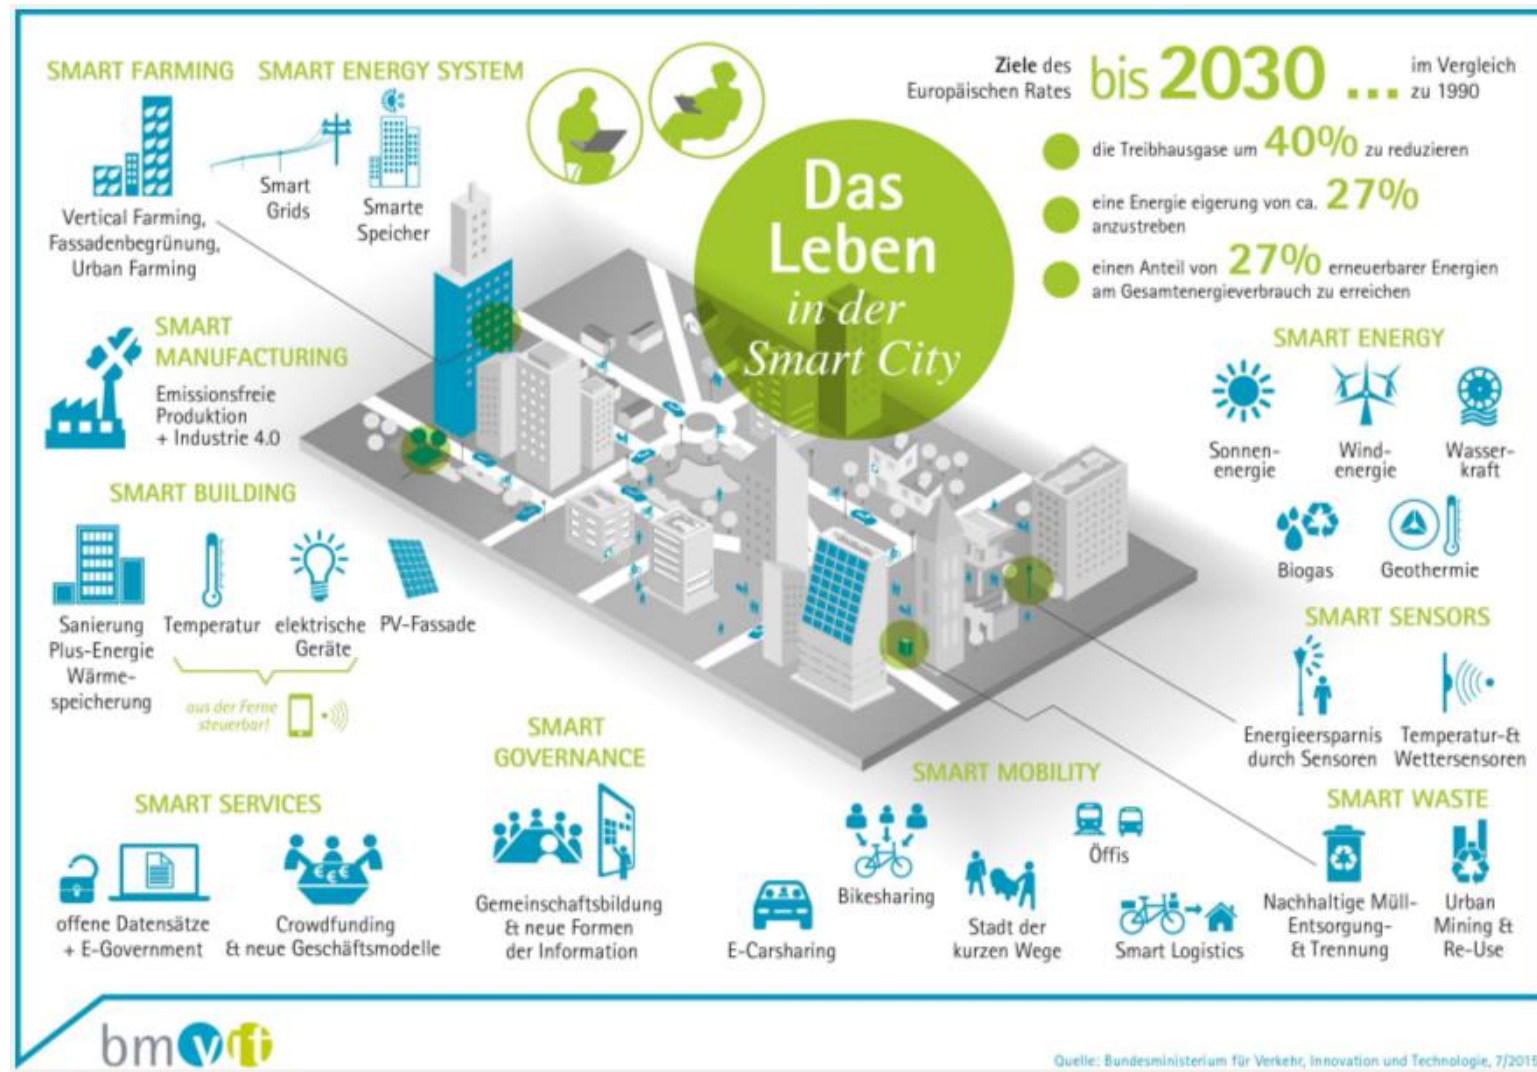 SMART FARMING
SMART ENERGY SYSTEM
Vertical Farming,
Fassadenbegrünung,
Urban Farming
Smart
Grids
Smarte
Speicher
Das
Leben
in der
Smart City
Ziele des
Europäischen Rates
bis 2030 ...
im Vergleich
zu 1990
die Treibhausgase um 40% zu reduzieren
eine Energie eigerung von ca. 27%
anzustreben
einen Anteil von 27% erneuerbarer Energien
am Gesamtenergieverbrauch zu erreichen
SMART
MANUFACTURING
Emissionsfreie
Produktion
+ Industrie 4.0
SMART ENERGY
Sonnen-
energie
Wind-
energie
Wasser-
kraft
Biogas
Geothermie
SMART BUILDING
Sanierung
Plus-Energie
Wärme-
speicherung
Temperatur
elektrische
Geräte
PV-Fassade
aus der Ferne
steuerbar!
SMART SENSORS
Energieersparnis
durch Sensoren
Temperatur-&
Wettersensoren
SMART SERVICES
offene Datensätze
+ E-Government
€€€
Crowdfunding
& neue Geschäftsmodelle
SMART
GOVERNANCE
Gemeinschaftsbildung
& neue Formen
der Information
SMART MOBILITY
E-Carsharing
Bikesharing
Stadt der
kurzen Wege
Öffis
Smart Logistics
SMART WASTE
Nachhaltige Müll-
Entsorgung-
& Trennung
Urban
Mining &
Re-Use
bmvit
Quelle: Bundesministerium für Verkehr, Innovation und Technologie,